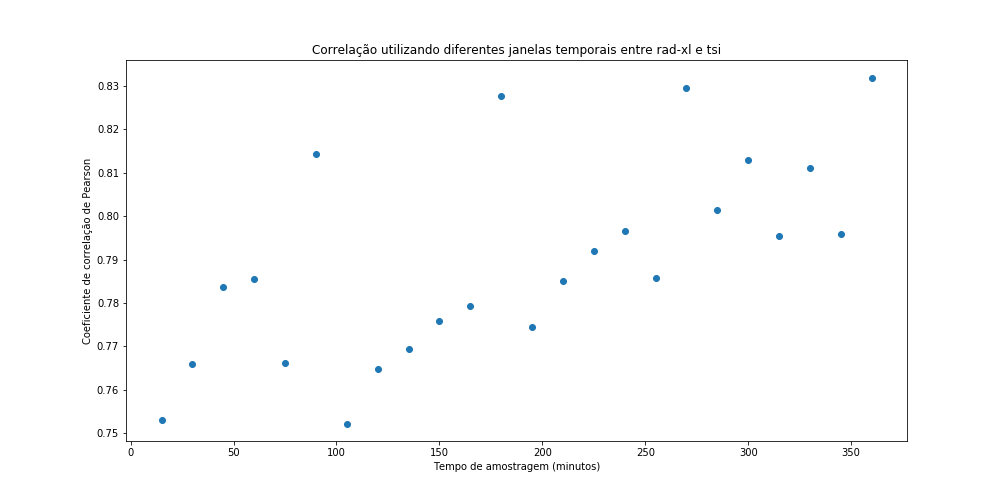 Correlação utilizando diferentes janelas temporais entre rad-xl e tsi
Coeficiente de correlação de Pearson
0.83
0.82
0.81
0.80
0.79
0.78
0.77
0.76
0.75
0 50 100 150 200 250 300 350
Tempo de amostragem (minutos)